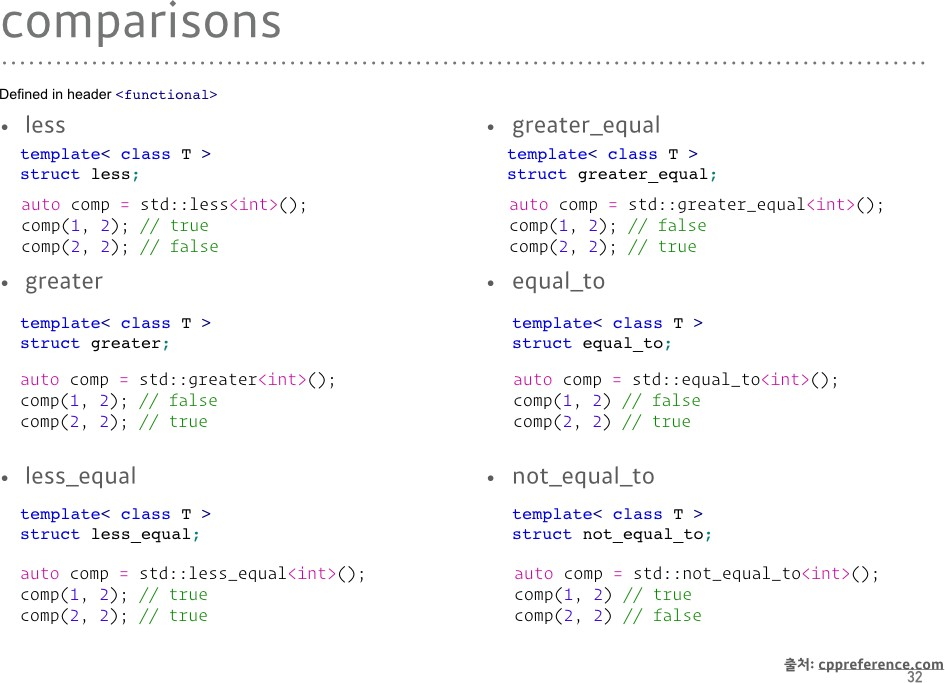 comparisons
Defined in header <functional>
• less
template< class T >
struct less;
auto comp = std::less<int>();
comp(1, 2); // true
comp(2, 2); // false
• greater
template< class T >
struct greater;
auto comp = std::greater<int>();
comp(1, 2); // false
comp(2, 2); // true
• less_equal
template< class T >
struct less_equal;
auto comp = std::less_equal<int>();
comp(1, 2); // true
comp(2, 2); // true
• greater_equal
template< class T >
struct greater_equal;
auto comp = std::greater_equal<int>();
comp(1, 2); // false
comp(2, 2); // true
• equal_to
template< class T >
struct equal_to;
auto comp = std::equal_to<int>();
comp(1, 2) // false
comp(2, 2) // true
• not_equal_to
template< class T >
struct not_equal_to;
auto comp = std::not_equal_to<int>();
comp(1, 2) // true
comp(2, 2) // false
출처: cppreference.com
32